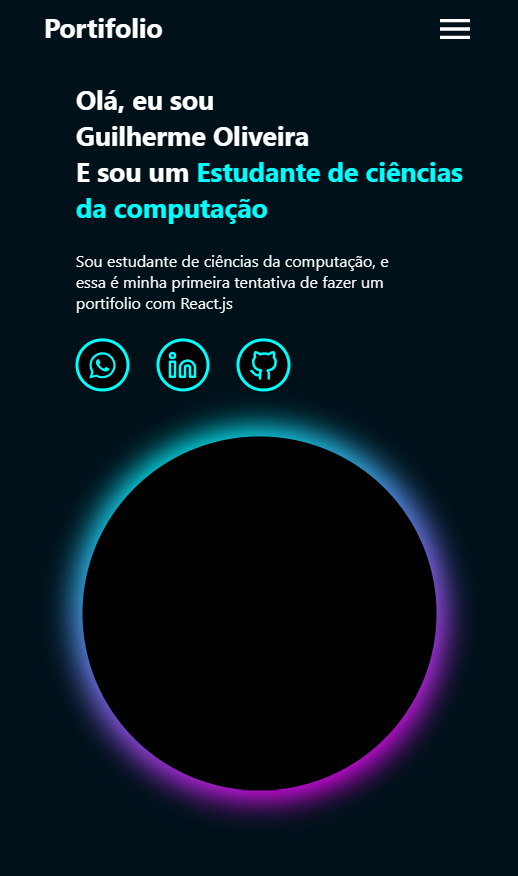 Portifolio
Olá, eu sou
Guilherme Oliveira
E sou um Estudante de ciências
da computação
Sou estudante de ciências da computação, e
essa é minha primeira tentativa de fazer um
portifolio com React.js